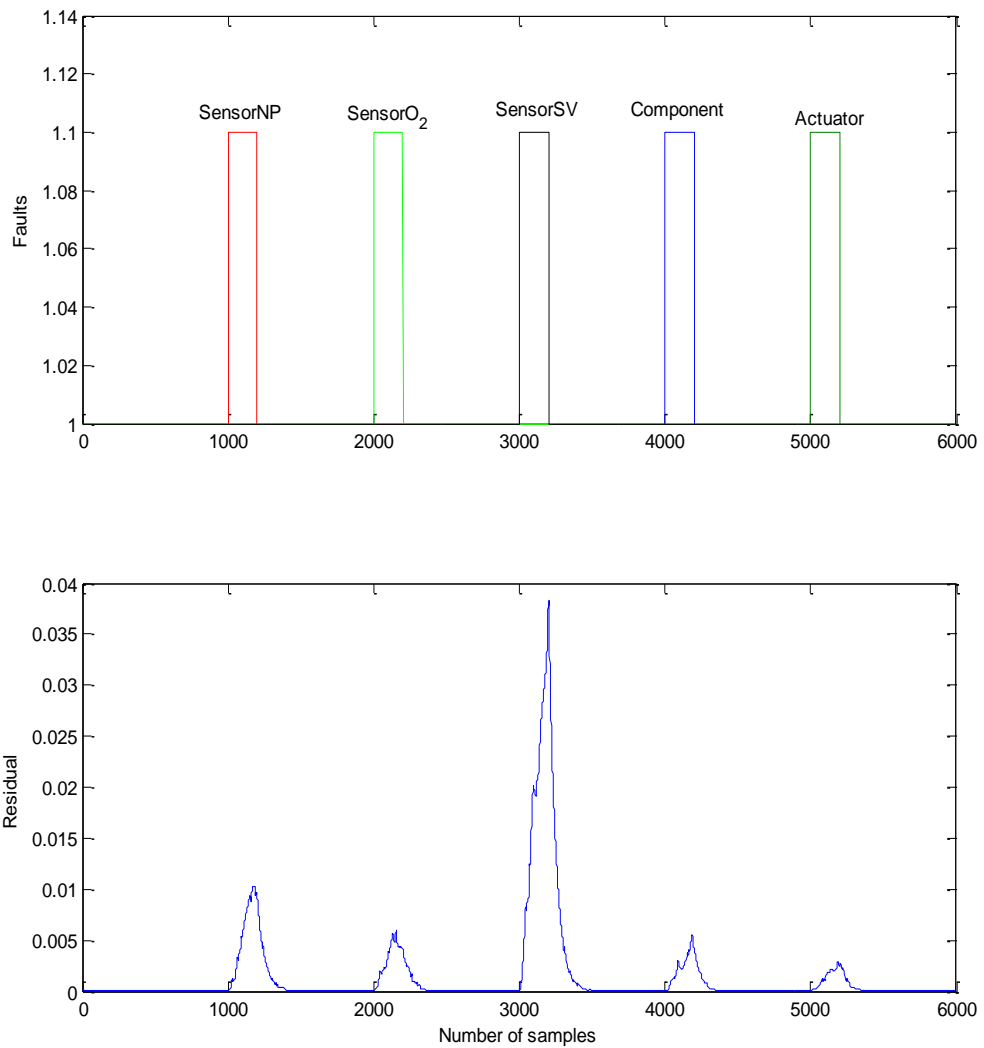 1.14
1.12
SensorNP SensorO2 SensorSV Component Actuator
1.1
1.08
Faults
1.06
1.04
1.02
1
0 1000 2000 3000 4000 5000 6000
0.04
0.035
0.03
0.025
Residual
0.02
0.015
0.01
0.005
0
0 1000 2000 3000 4000 5000 6000
Number of samples